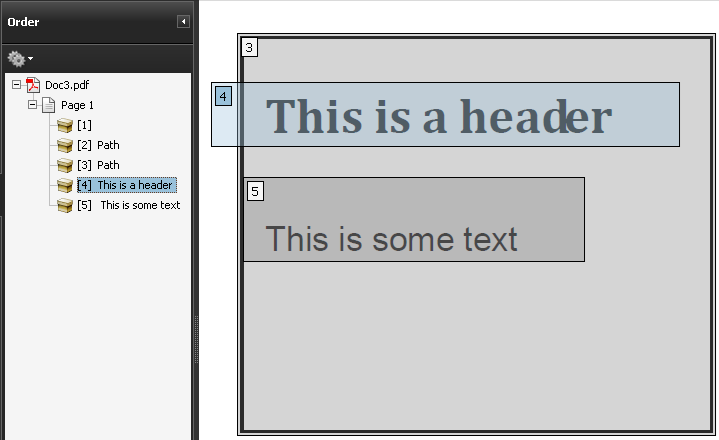 Order
Doc3.pdf
Page 1
[1]
[2] Path
[3] Path
[4] This is a header
[5] This is some text
3
4
This is a header
5
This is some text